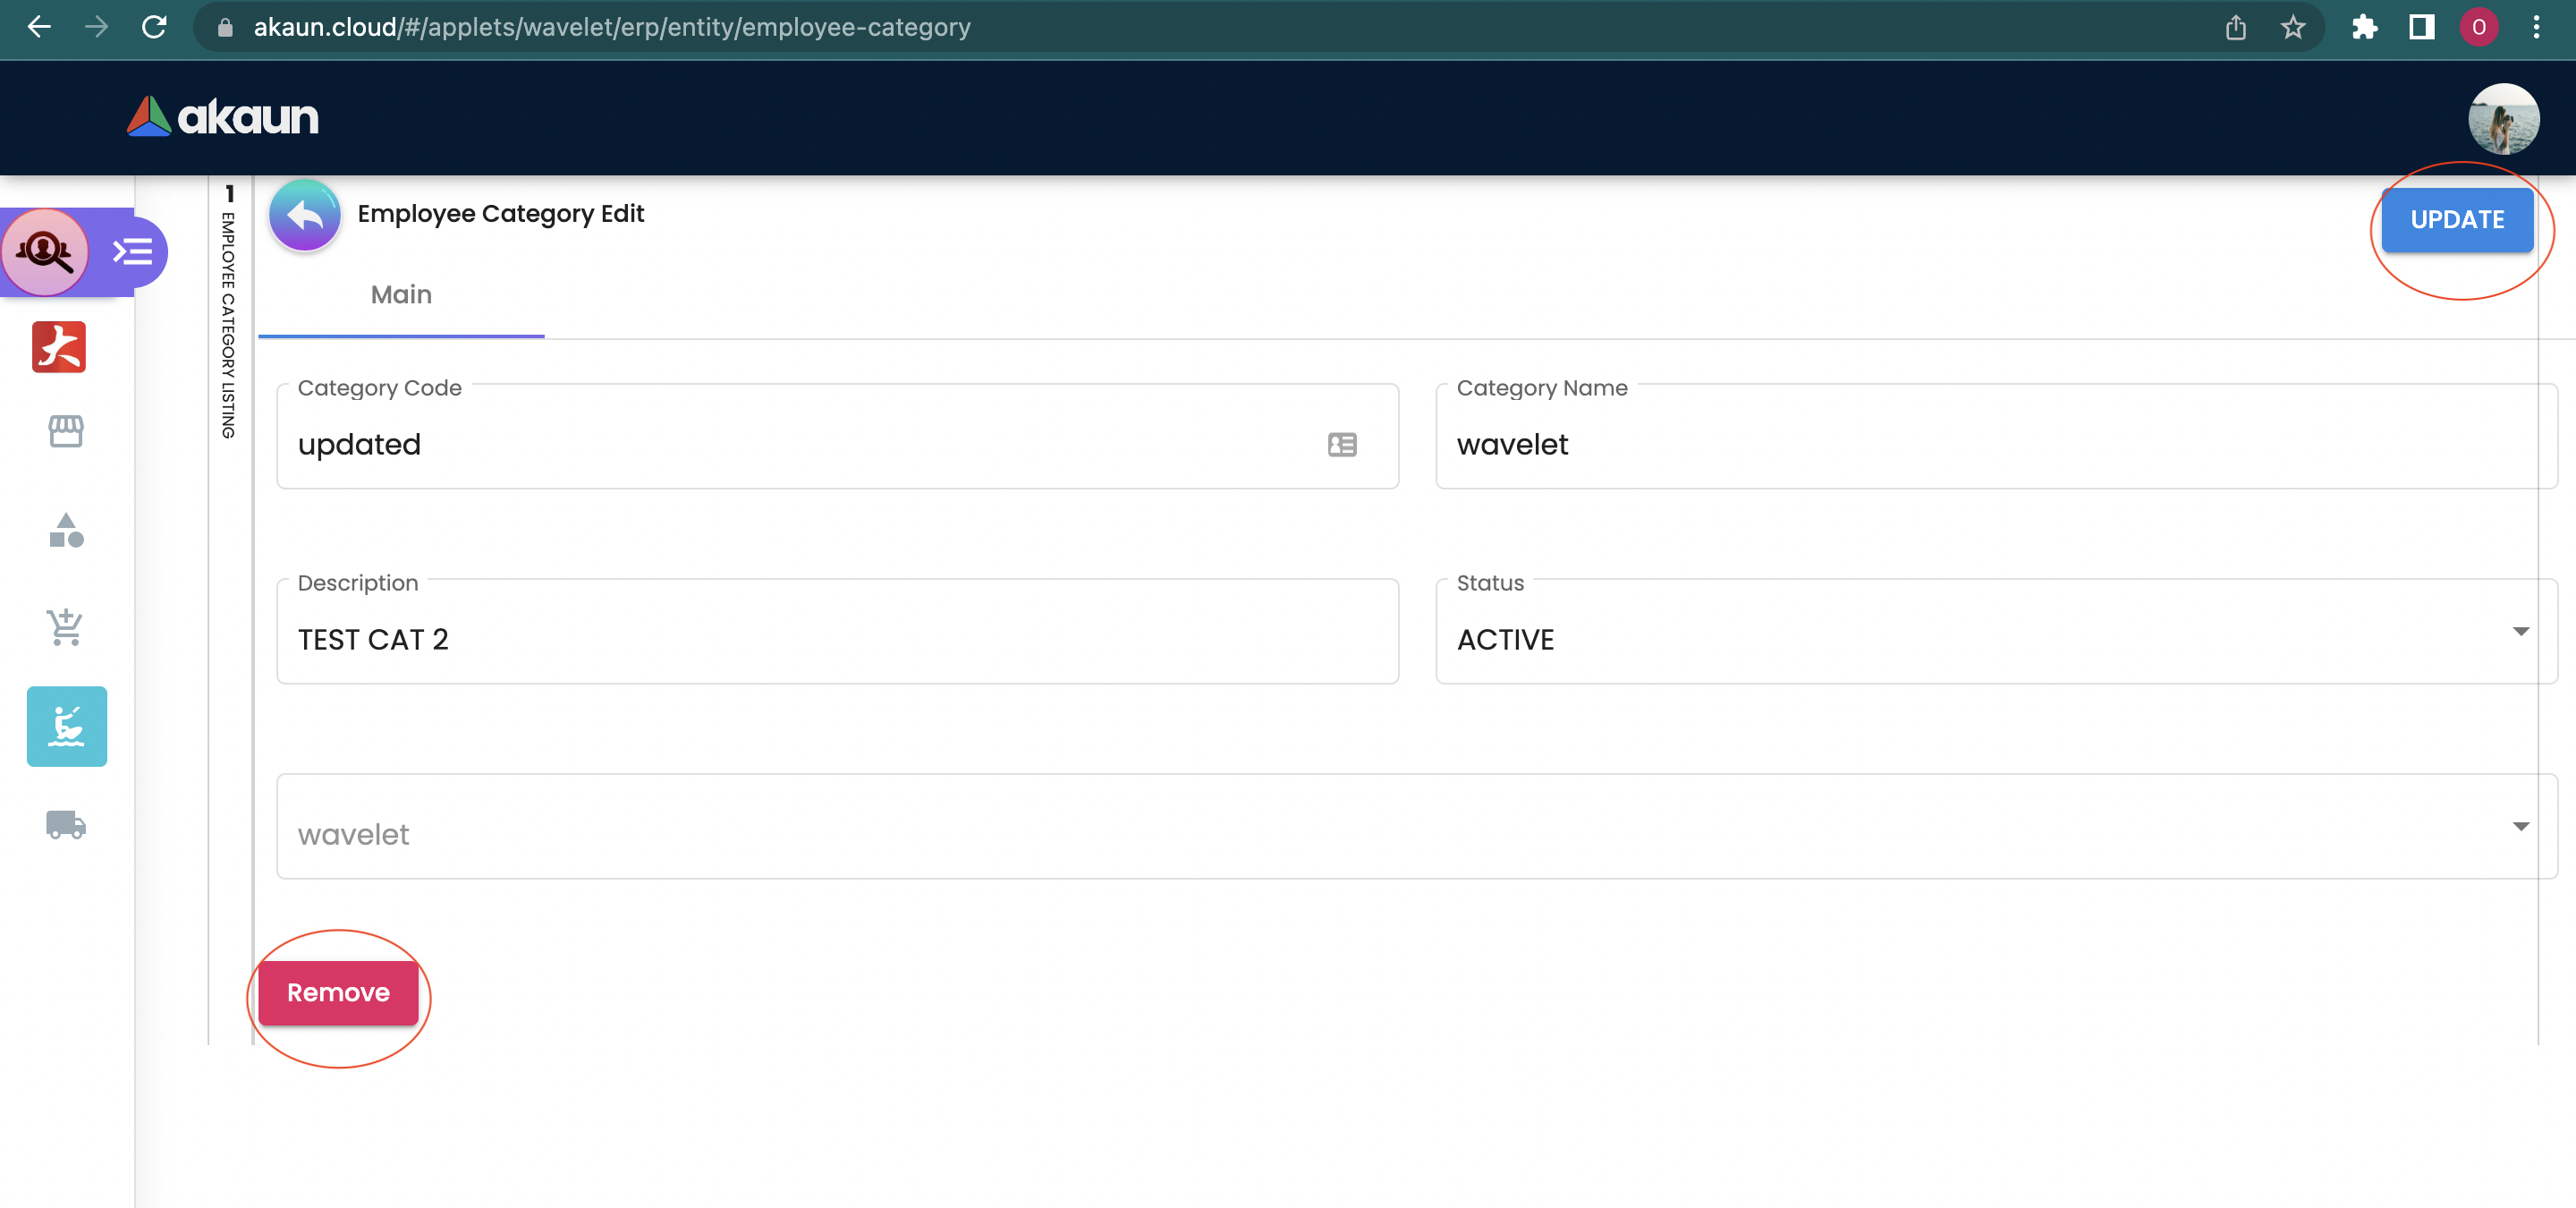 akaun.cloud/#/applets/wavelet/erp/entity/employee-category
O
akaun
1
EMPLOYEE CATEGORY LISTING
Employee Category Edit
UPDATE
Main
Category Code
updated
Category Name
wavelet
Description
TEST CAT 2
Status
ACTIVE
wavelet
Remove